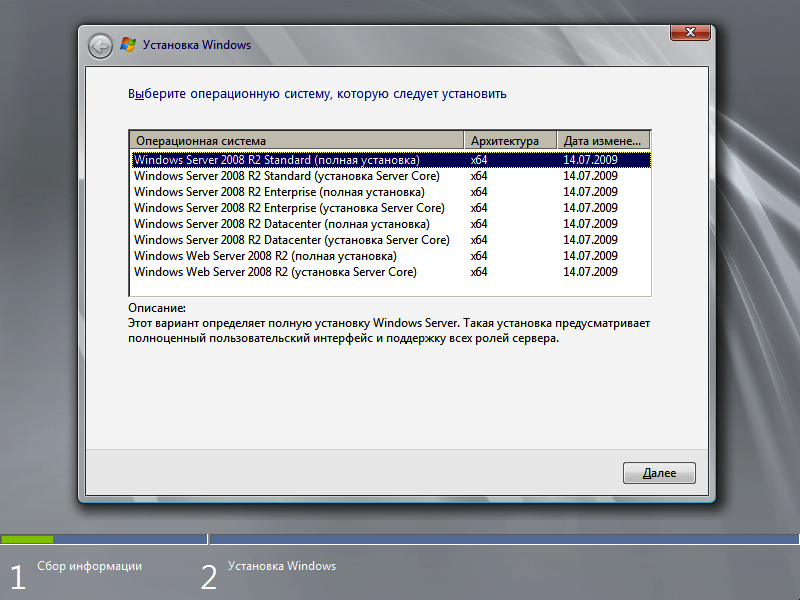 Установка Windows
Выберите операционную систему, которую следует установить
Операционная система Архитектура Дата измене...
Windows Server 2008 R2 Standard (полная установка) x64 14.07.2009
Windows Server 2008 R2 Standard (установка Server Core) x64 14.07.2009
Windows Server 2008 R2 Enterprise (полная установка) x64 14.07.2009
Windows Server 2008 R2 Enterprise (установка Server Core) x64 14.07.2009
Windows Server 2008 R2 Datacenter (полная установка) x64 14.07.2009
Windows Server 2008 R2 Datacenter (установка Server Core) x64 14.07.2009
Windows Web Server 2008 R2 (полная установка) x64 14.07.2009
Windows Web Server 2008 R2 (установка Server Core) x64 14.07.2009
Описание:
Этот вариант определяет полную установку Windows Server. Такая установка предусматривает
полноценный пользовательский интерфейс и поддержку всех ролей сервера.
Далее
1 Сбор информации 2 Установка Windows